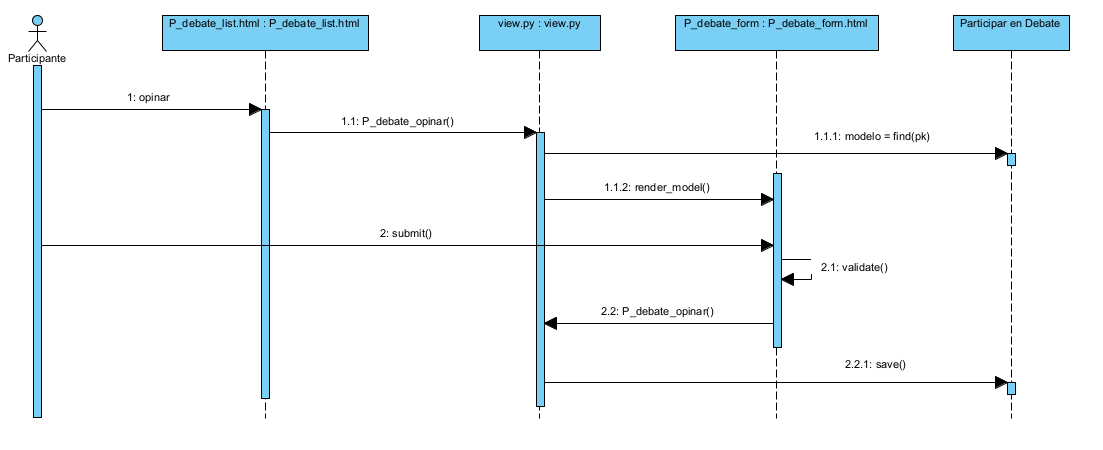 P_debate_list.html : P_debate_list.html
view.py : view.py
P_debate_form : P_debate_form.html
Participar en Debate
Participante
1: opinar
1.1: P_debate_opinar()
1.1.1: modelo = find(pk)
1.1.2: render_model()
2: submit()
2.1: validate()
2.2: P_debate_opinar()
2.2.1: save()